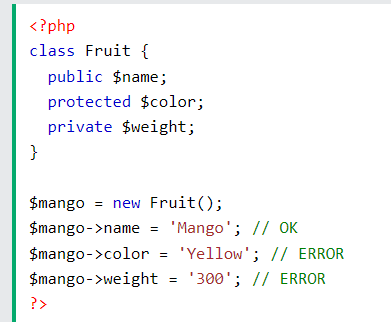 <?php
class Fruit {
  public $name;
  protected $color;
  private $weight;
}

$mango = new Fruit();
$mango->name = 'Mango'; // OK
$mango->color = 'Yellow'; // ERROR
$mango->weight = '300'; // ERROR
?>